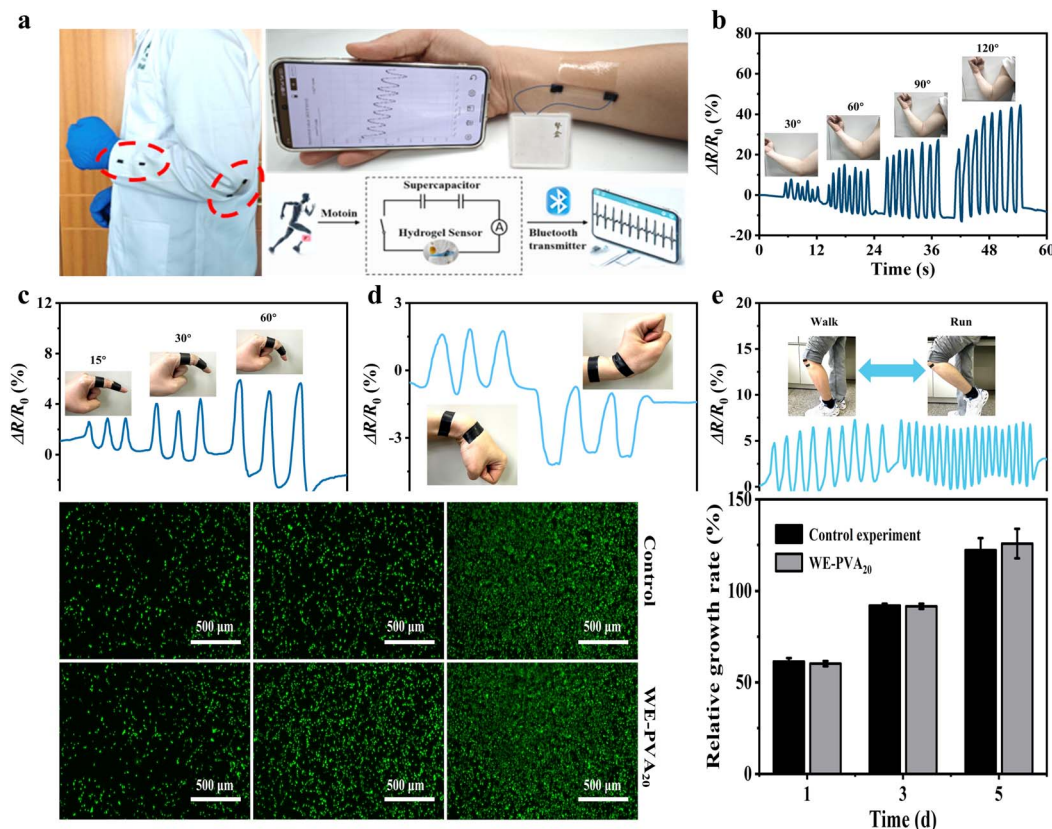 a
Supercapacitor
Motoin
Hydrogel Sensor
A
Bluetooth
transmitter
b
ΔR/R₀ (%)
80
60
40
20
0
-20
30°
60°
90°
120°
0
12
24
36
48
60
Time (s)
c
ΔR/R₀ (%)
12
8
4
0
15°
30°
60°
d
ΔR/R₀ (%)
3
0
-3
e
ΔR/R₀ (%)
20
15
10
5
0
Walk
Run
500 μm
500 μm
500 μm
Control
500 μm
500 μm
500 μm
WE-PVA₂₀
Relative growth rate (%)
150
100
50
0
Control experiment
WE-PVA₂₀
1
3
5
Time (d)